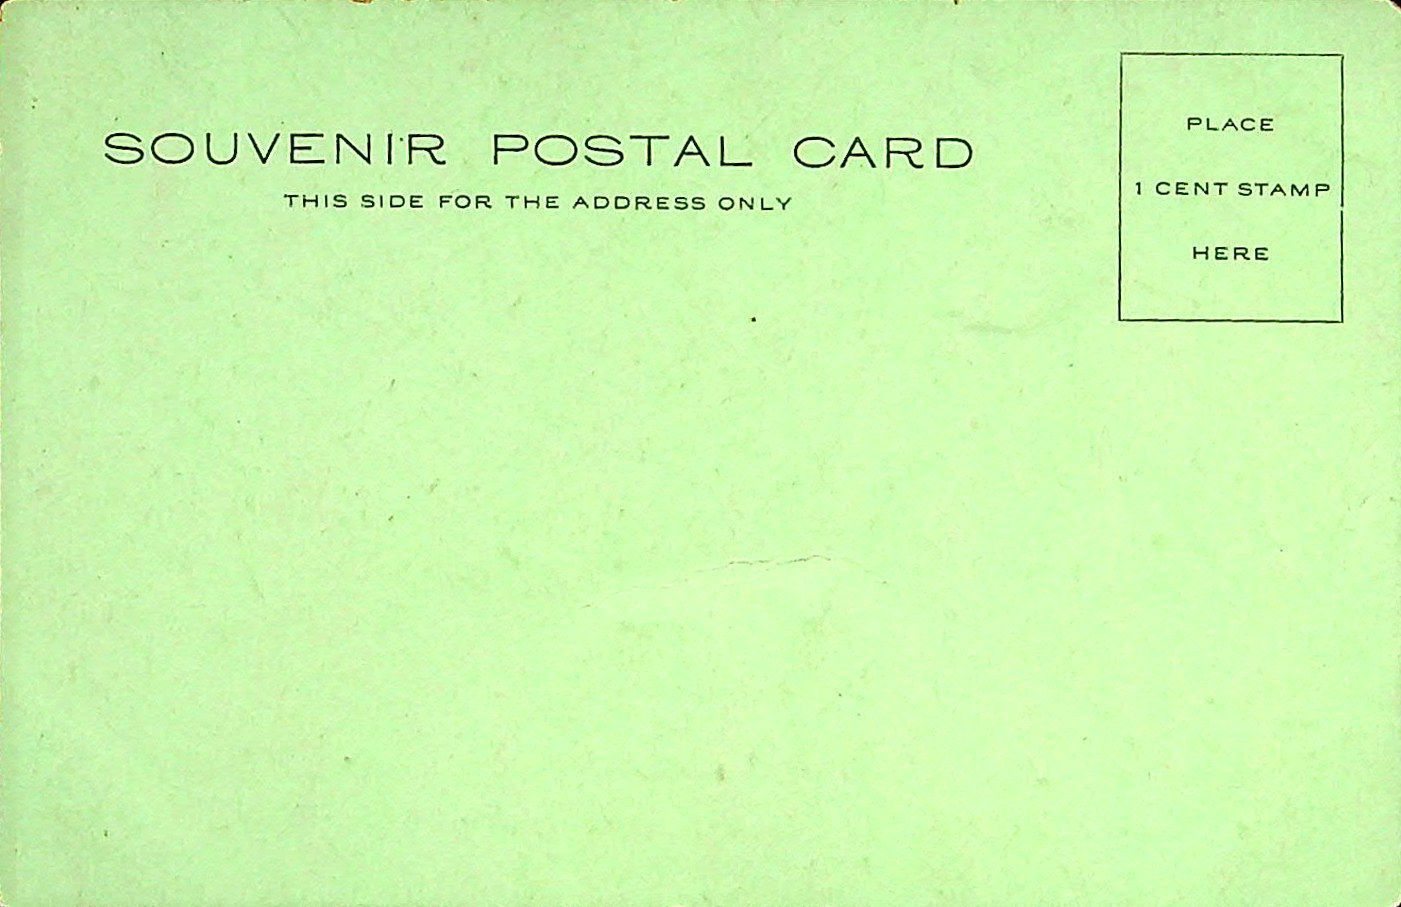 SOUVENIR POSTAL CARD
THIS SIDE FOR THE ADDRESS ONLY
PLACE
1 CENT STAMP
HERE